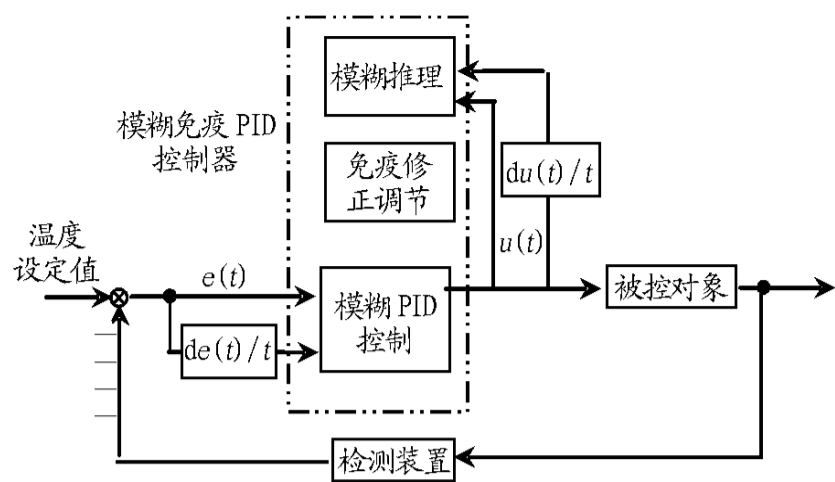 模糊推理
模糊免疫 PID
控制器
免疫修
正调节
du(t)/t
温度
设定值
u(t)
e(t)
模糊 PID
控制
被控对象
de(t)/t
检测装置